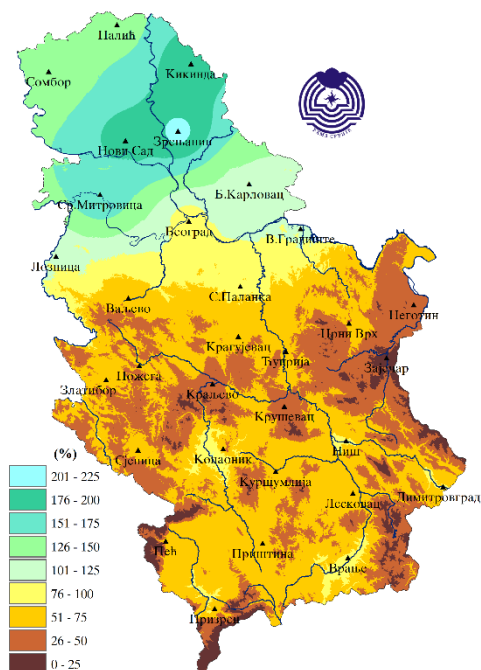 Палић
Сомбор
Кикинда
Зрењанин
Нови Сад
Б.Карловац
Ср.Митровица
Београд
В.Градиште
Лозница
С.Паланка
Ваљево
Неготин
Црни Врх
Крагујевац
Ћуприја
Зајечар
Пожега
Златибор
Краљево
Крушевац
Ниш
Сјеница
Копаоник
Куршумлија
Димитровград
Лесковац
Пећ
Приштина
Врање
Призрен
(%)
201 - 225
176 - 200
151 - 175
126 - 150
101 - 125
76 - 100
51 - 75
26 - 50
0 - 25